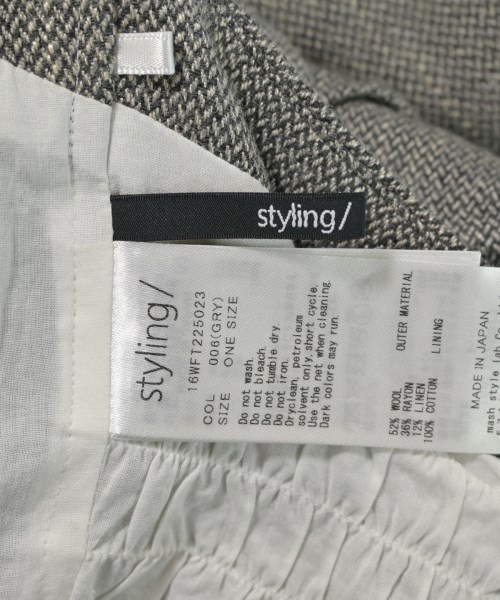 styling/
styling/
16WFT225023
COL 006(GRY)
SIZE ONE SIZE
Do not wash.
Do not bleach.
Do not tumble dry.
Do not iron.
Dryclean, petroleum
solvent only, short cycle.
Use the net when cleaning
Dark colors may run.
OUTER MATERIAL
52% WOOL
36% RAYON
12% LINEN
LINING
100% COTTON
MADE IN JAPAN
mash style lab Co.